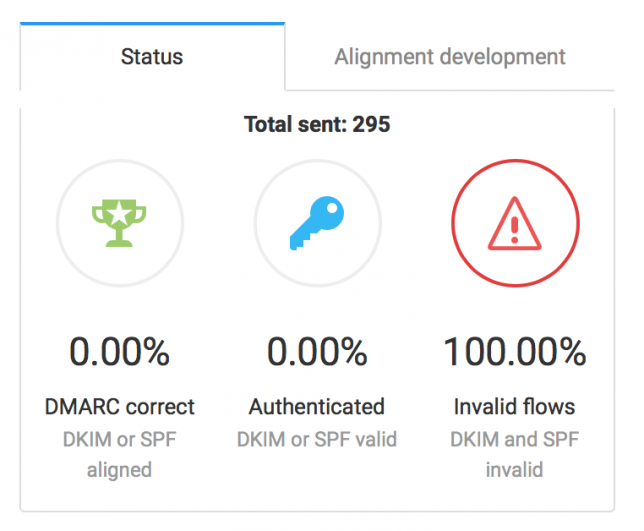 Status
Alignment development
Total sent: 295
0.00%
0.00%
100.00%
DMARC correct
Authenticated
Invalid flows
DKIM or SPF
aligned
DKIM or SPF valid
DKIM and SPF
invalid